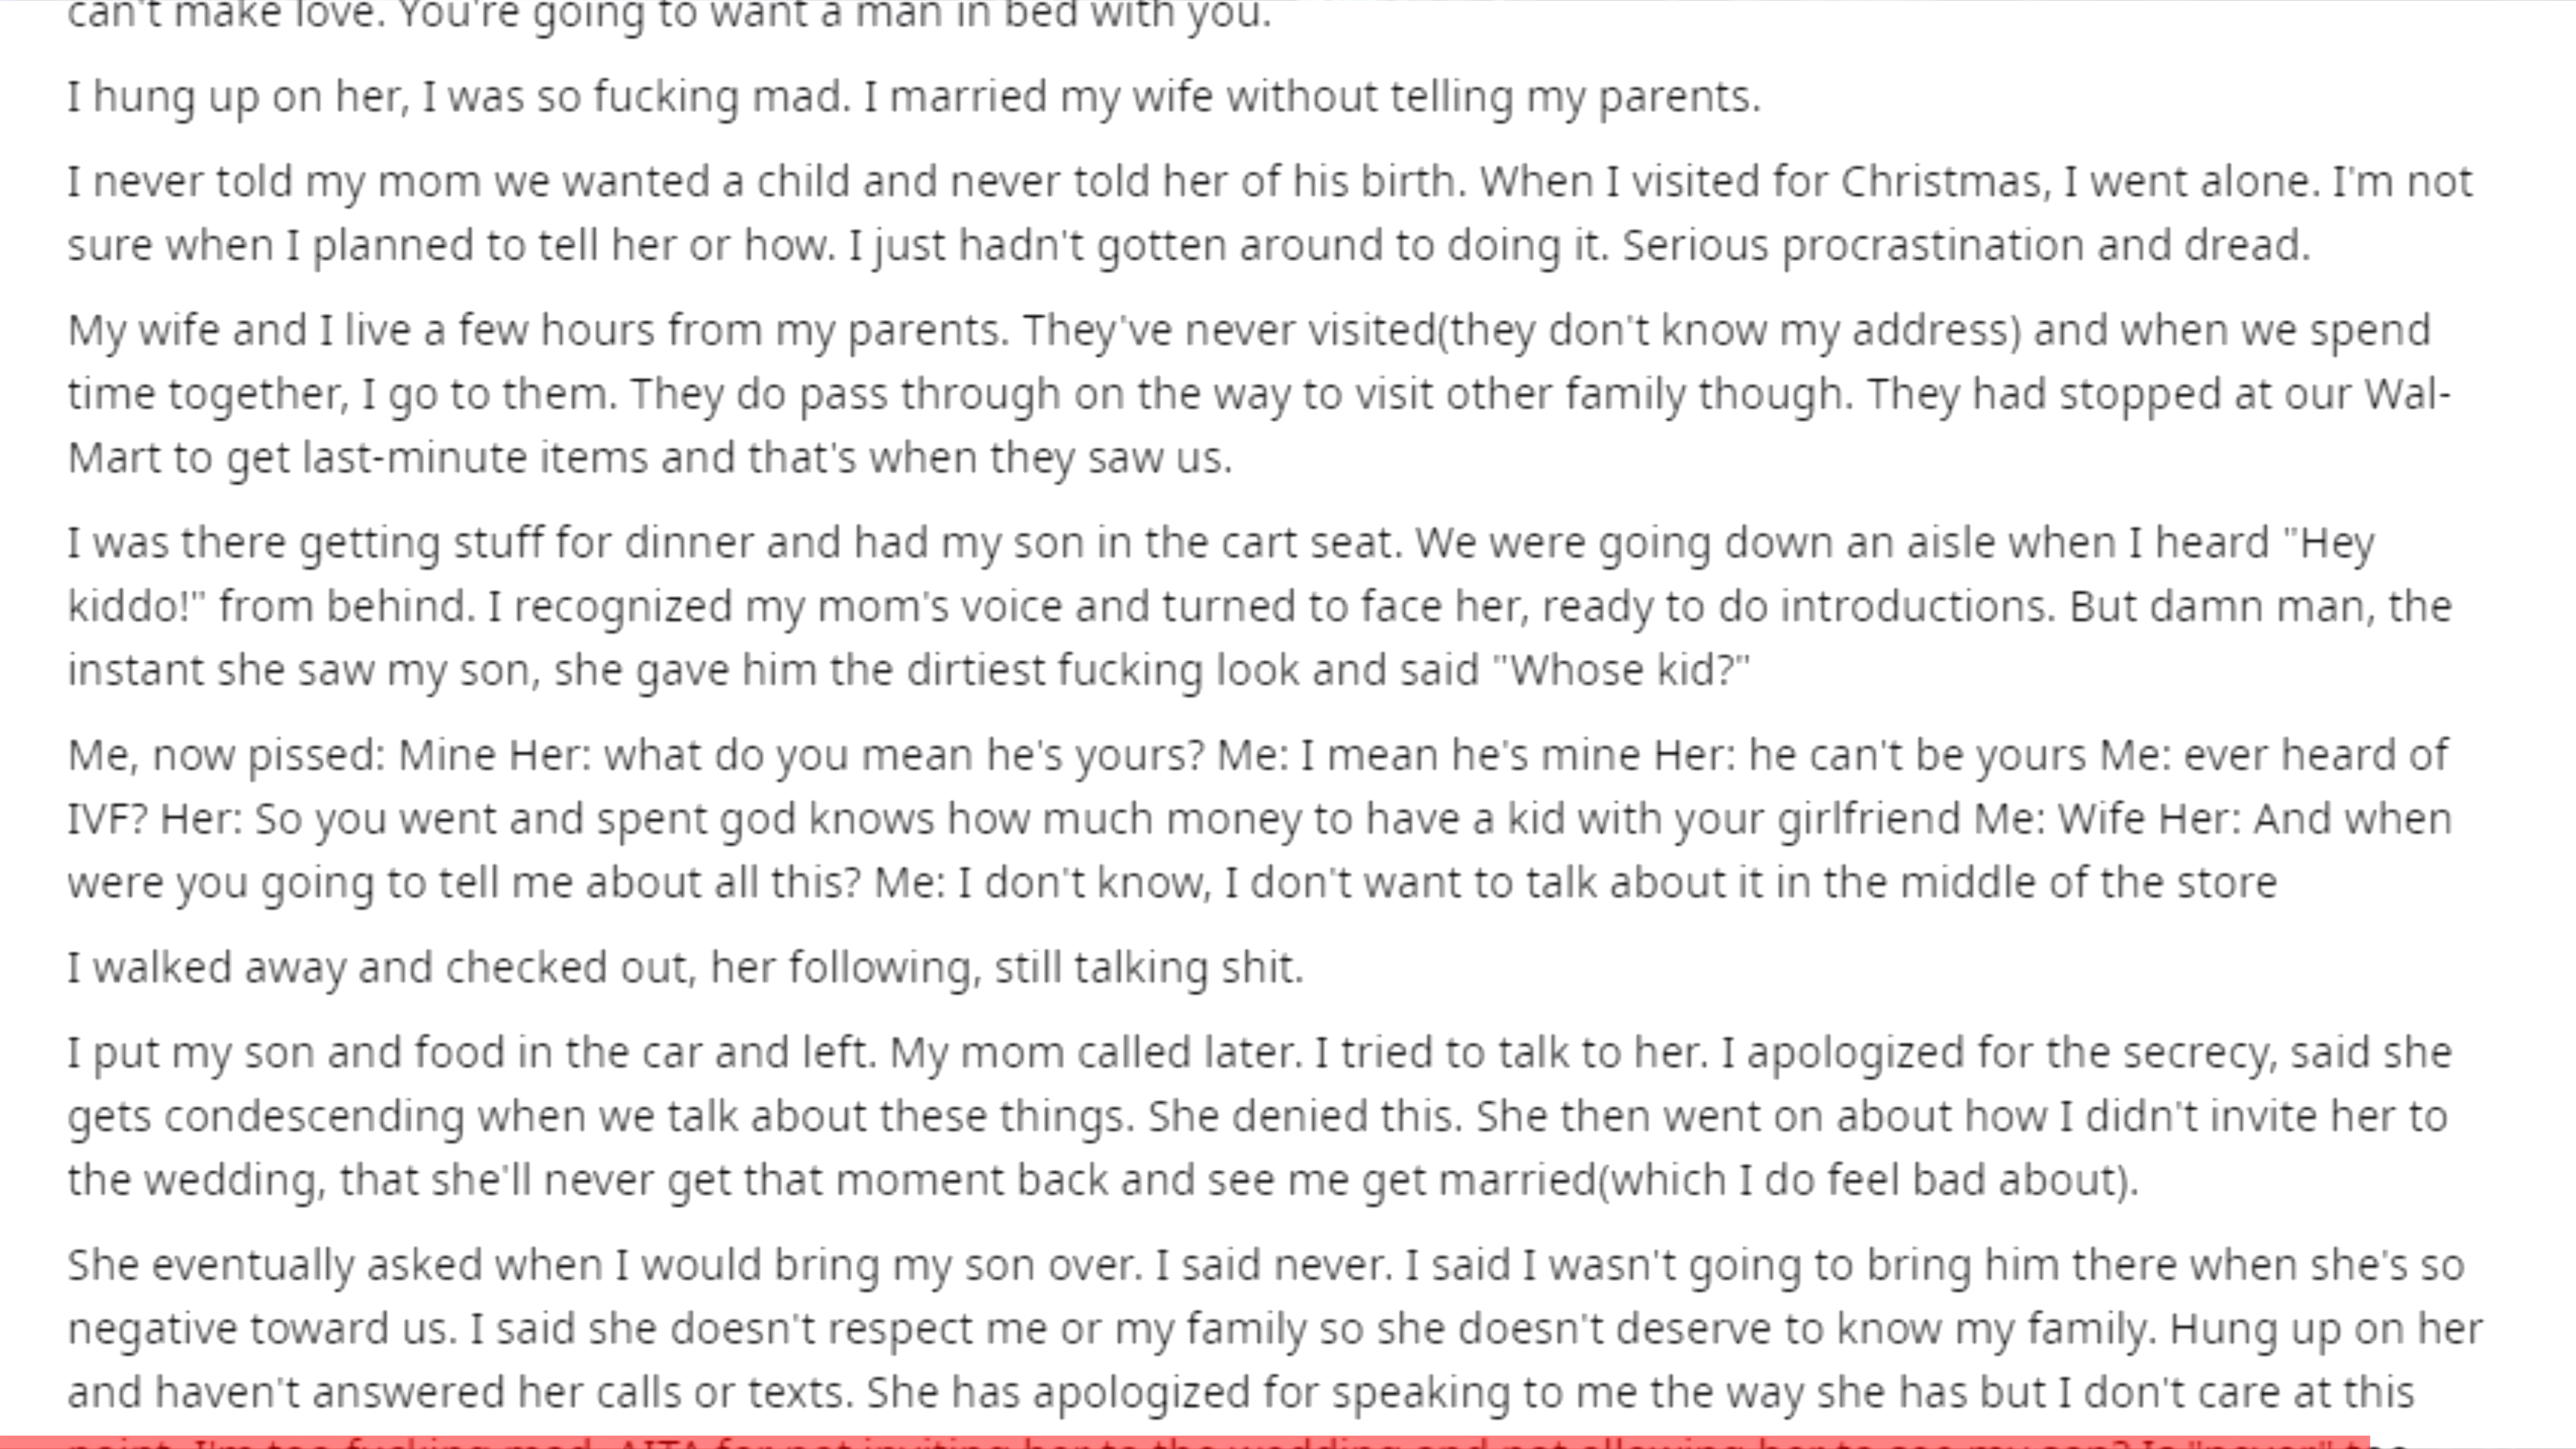 can't make love. You're going to want a man in bed with you.
I hung up on her, I was so fucking mad. I married my wife without telling my parents.
I never told my mom we wanted a child and never told her of his birth. When I visited for Christmas, I went alone. I'm not
sure when I planned to tell her or how. I just hadn't gotten around to doing it. Serious procrastination and dread.
My wife and I live a few hours from my parents. They've never visited(they don't know my address) and when we spend
time together, I go to them. They do pass through on the way to visit other family though. They had stopped at our Wal-
Mart to get last-minute items and that's when they saw us.
I was there getting stuff for dinner and had my son in the cart seat. We were going down an aisle when I heard "Hey
kiddo!" from behind. I recognized my mom's voice and turned to face her, ready to do introductions. But damn man, the
instant she saw my son, she gave him the dirtiest fucking look and said "Whose kid?"
Me, now pissed: Mine Her: what do you mean he's yours? Me: I mean he's mine Her: he can't be yours Me: ever heard of
IVF? Her: So you went and spent god knows how much money to have a kid with your girlfriend Me: Wife Her: And when
were you going to tell me about all this? Me: I don't know, I don't want to talk about it in the middle of the store
I walked away and checked out, her following, still talking shit.
I put my son and food in the car and left. My mom called later. I tried to talk to her. I apologized for the secrecy, said she
gets condescending when we talk about these things. She denied this. She then went on about how I didn't invite her to
the wedding, that she'll never get that moment back and see me get married(which I do feel bad about).
She eventually asked when I would bring my son over. I said never. I said I wasn't going to bring him there when she's so
negative toward us. I said she doesn't respect me or my family so she doesn't deserve to know my family. Hung up on her
and haven't answered her calls or texts. She has apologized for speaking to me the way she has but I don't care at this